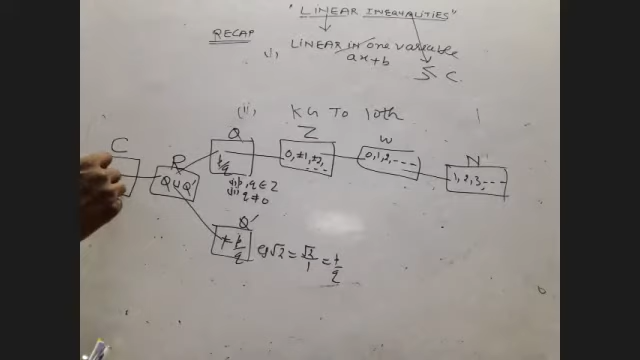 "LINEAR INEQUALITIES"
RECAP
(i) LINEAR in one variable
ax+b
≤ C
(ii) KG To 10th
C
R
Q∪Q'
Q
p/q
(i) p, q ∈ Z
(ii) q ≠ 0
Z
0, ±1, ±2, ---
W
0,1,2, ---
N
1,2,3, ---
Q'
≠ p/q
eg √2 = √2/1 = p/q